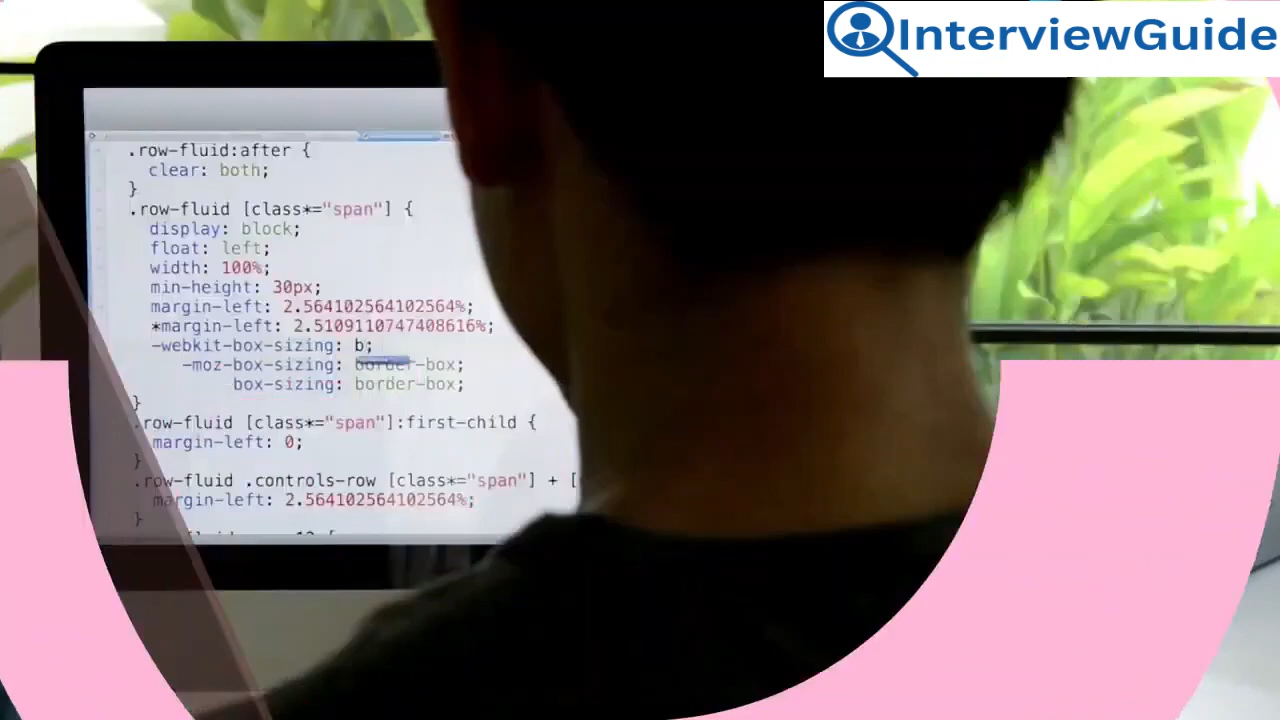 InterviewGuide
.row-fluid:after {
clear: both;
}
.row-fluid [class*="span"] {
display: block;
float: left;
width: 100%;
min-height: 30px;
margin-left: 2.564102564102564%;
*margin-left: 2.5109110747408616%;
-webkit-box-sizing: b;
-moz-box-sizing: border-box;
box-sizing: border-box;
}
.row-fluid [class*="span"]:first-child {
margin-left: 0;
}
.row-fluid .controls-row [class*="span"] + [
margin-left: 2.564102564102564%;
}